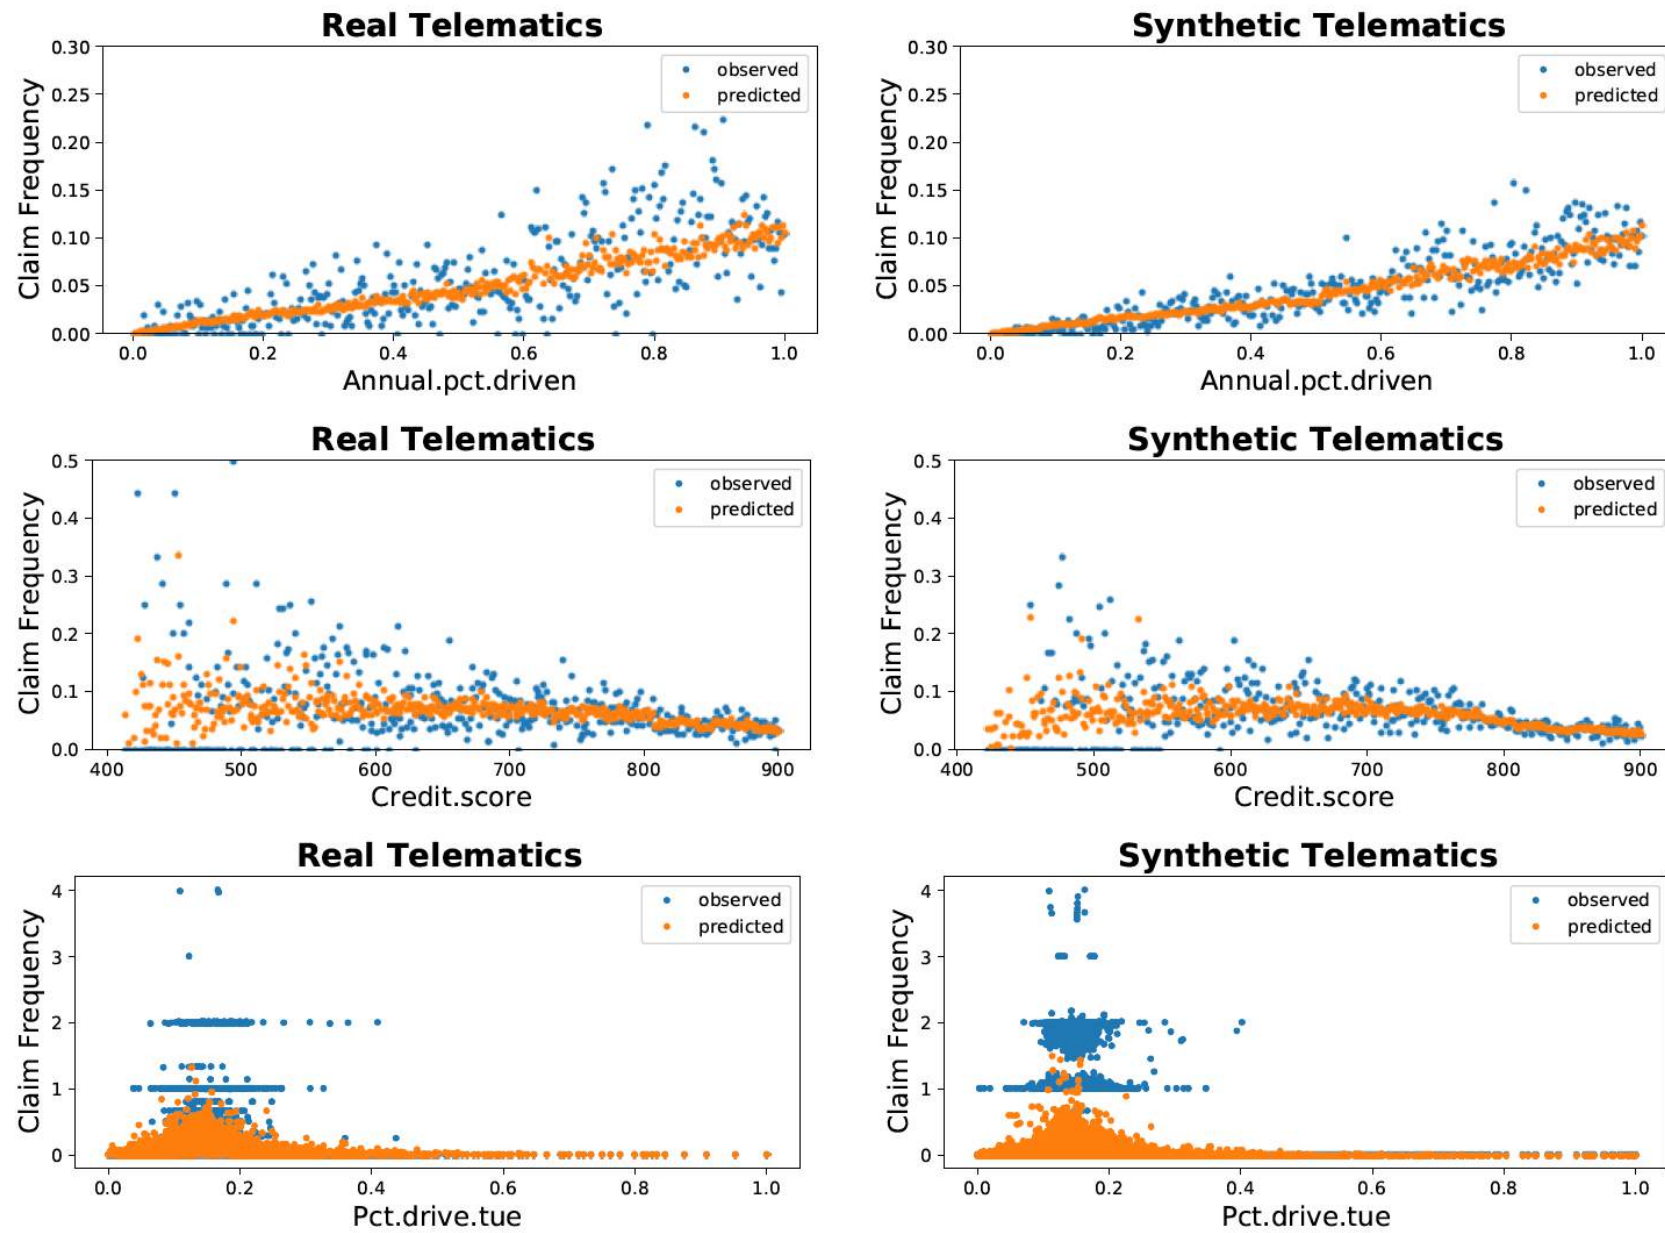 Real Telematics
Synthetic Telematics
0.30
0.25
0.20
0.15
0.10
0.05
0.00
Claim Frequency
observed
predicted
0.0 0.2 0.4 0.6 0.8 1.0
Annual.pct.driven
0.30
0.25
0.20
0.15
0.10
0.05
0.00
Claim Frequency
observed
predicted
0.0 0.2 0.4 0.6 0.8 1.0
Annual.pct.driven
Real Telematics
Synthetic Telematics
0.5
0.4
0.3
0.2
0.1
0.0
Claim Frequency
observed
predicted
400 500 600 700 800 900
Credit.score
0.5
0.4
0.3
0.2
0.1
0.0
Claim Frequency
observed
predicted
400 500 600 700 800 900
Credit.score
Real Telematics
Synthetic Telematics
4
3
2
1
0
Claim Frequency
observed
predicted
0.0 0.2 0.4 0.6 0.8 1.0
Pct.drive.tue
4
3
2
1
0
Claim Frequency
observed
predicted
0.0 0.2 0.4 0.6 0.8 1.0
Pct.drive.tue